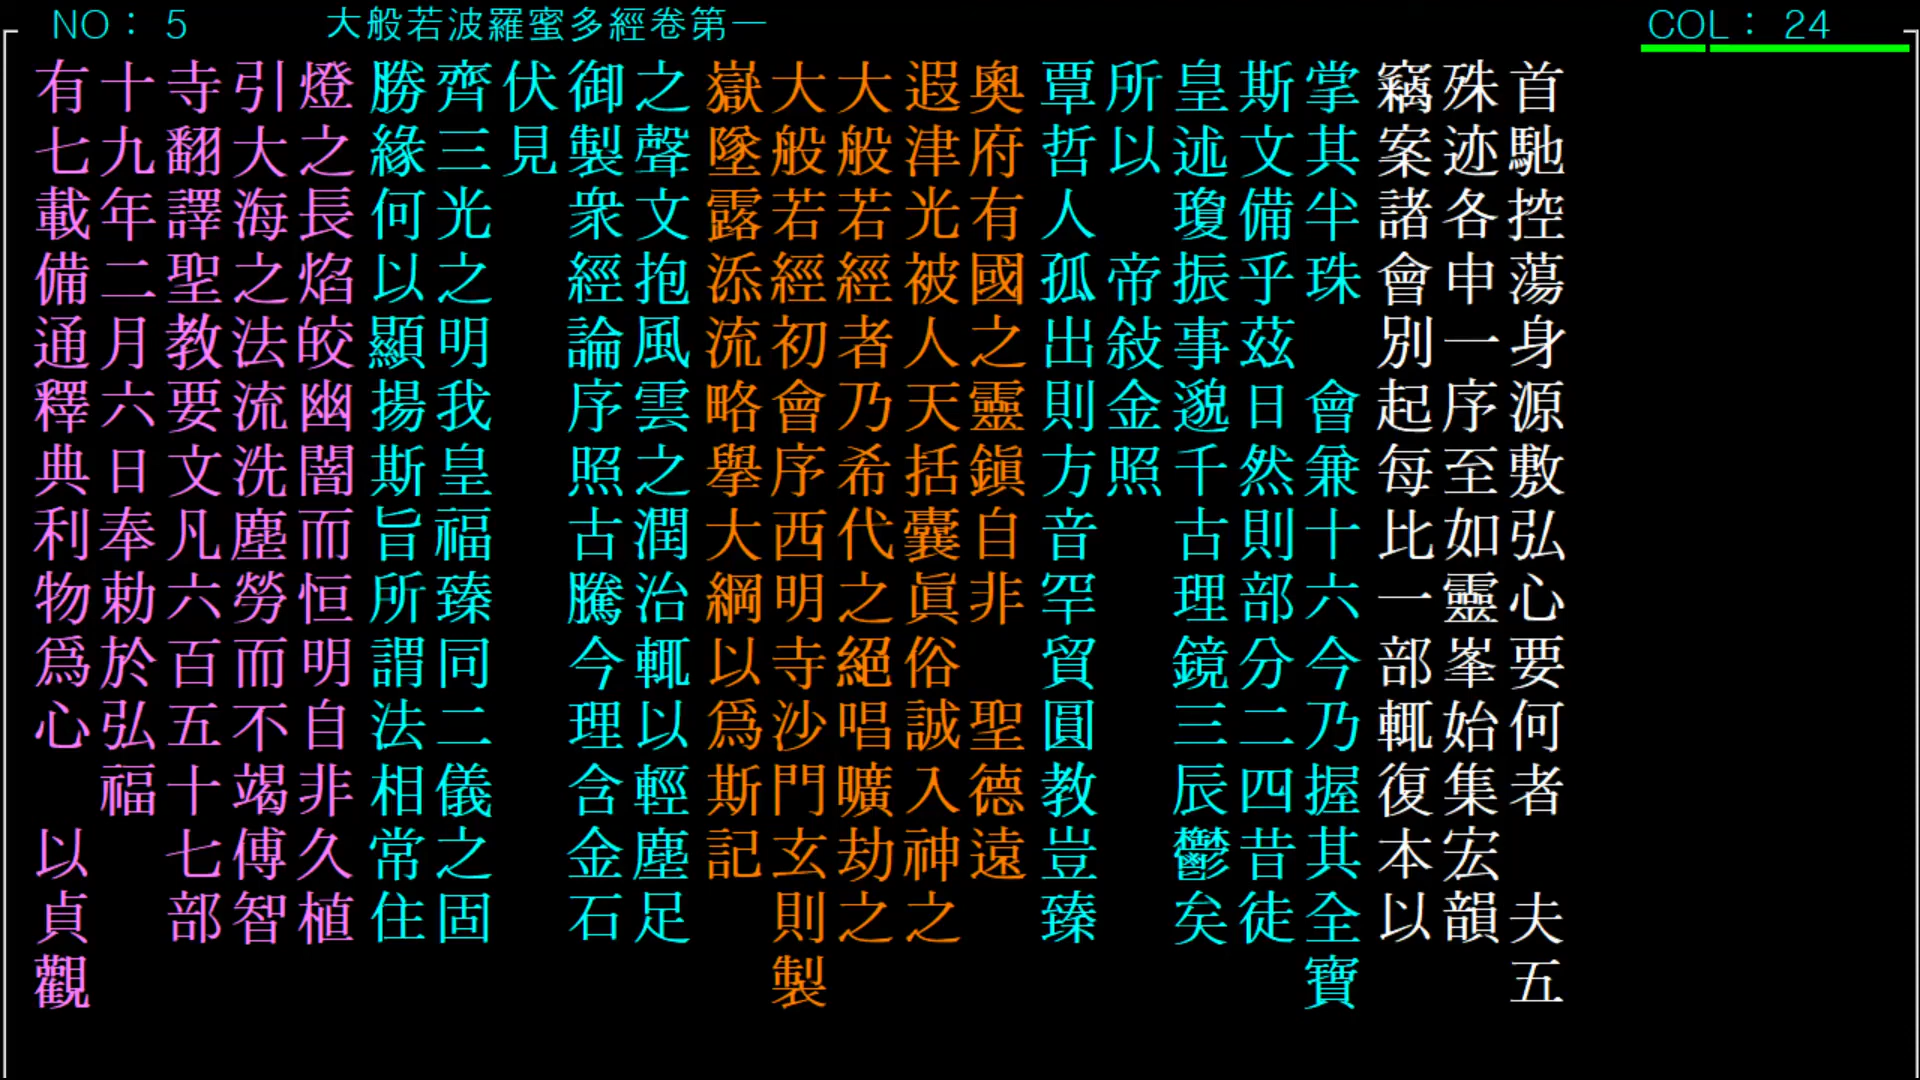 NO： 5 大般若波羅蜜多經卷第一 COL： 24
有七載備通釋典利物爲心　以貞觀
十九年二月六日奉勅於弘福
寺翻譯聖教要文凡六百五十七部
引大海之法流洗塵勞而不竭傅智
燈之長焰皎幽闇而恒明自非久植
勝緣何以顯揚斯旨所謂法相常住
齊三光之明我皇福臻同二儀之固
伏見
御製衆經論序照古騰今理含金石
之聲文抱風雲之潤治輒以輕塵足
嶽墜露添流略舉大綱以爲斯記
大般若經初會序西明寺沙門玄則製
大般若經者乃希代之絕唱曠劫之
遐津光被人天括囊眞俗誠入神之
奧府有國之靈鎭自非　聖德遠
覃哲人孤出則方音罕貿圓教豈臻
所以　帝敍金照
皇述瓊振事邈千古理鏡三辰鬱矣
斯文備乎茲日然則部分二四昔徒
掌其半珠　會兼十六今乃握其全寶
竊案諸會別起每比一部輒復本以
殊迹各申一序至如靈峯始集宏韻
首馳控蕩身源敷弘心要何者　夫五